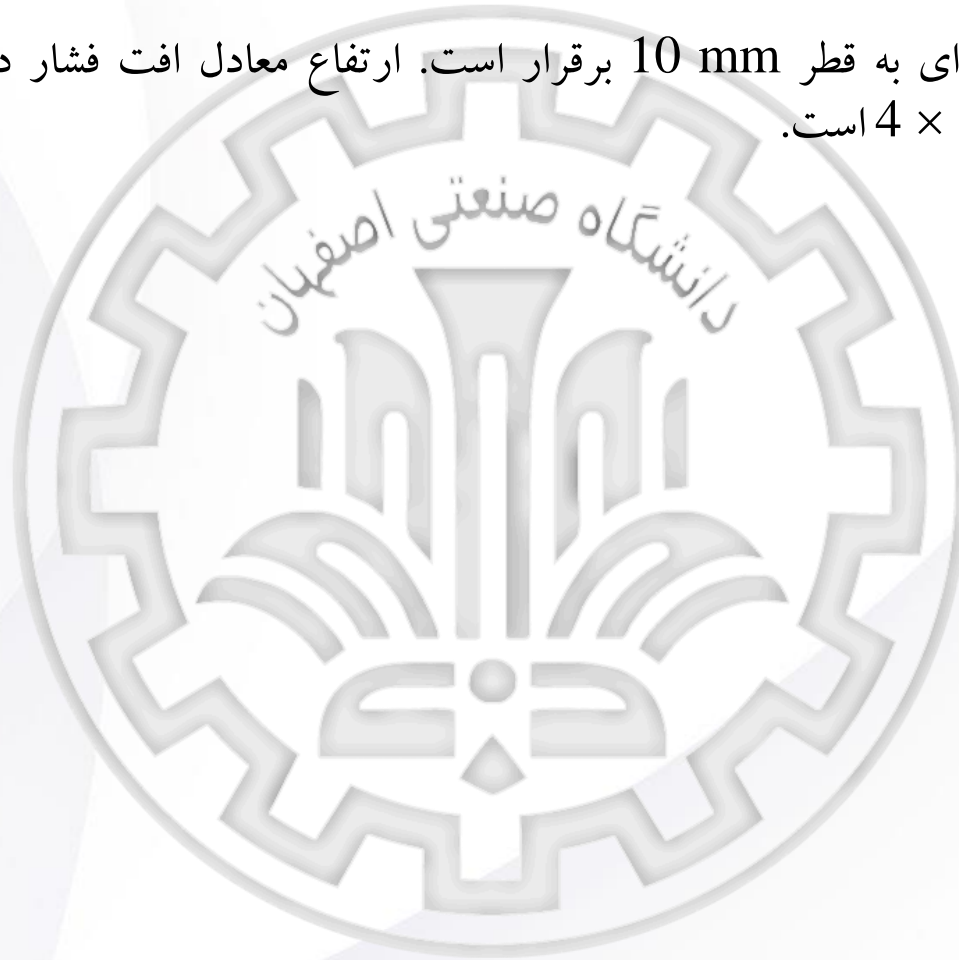 ای به قطر 10 mm برقرار است. ارتفاع معادل افت فشار د
4 × است.
دانشگاه صنعتی اصفهان